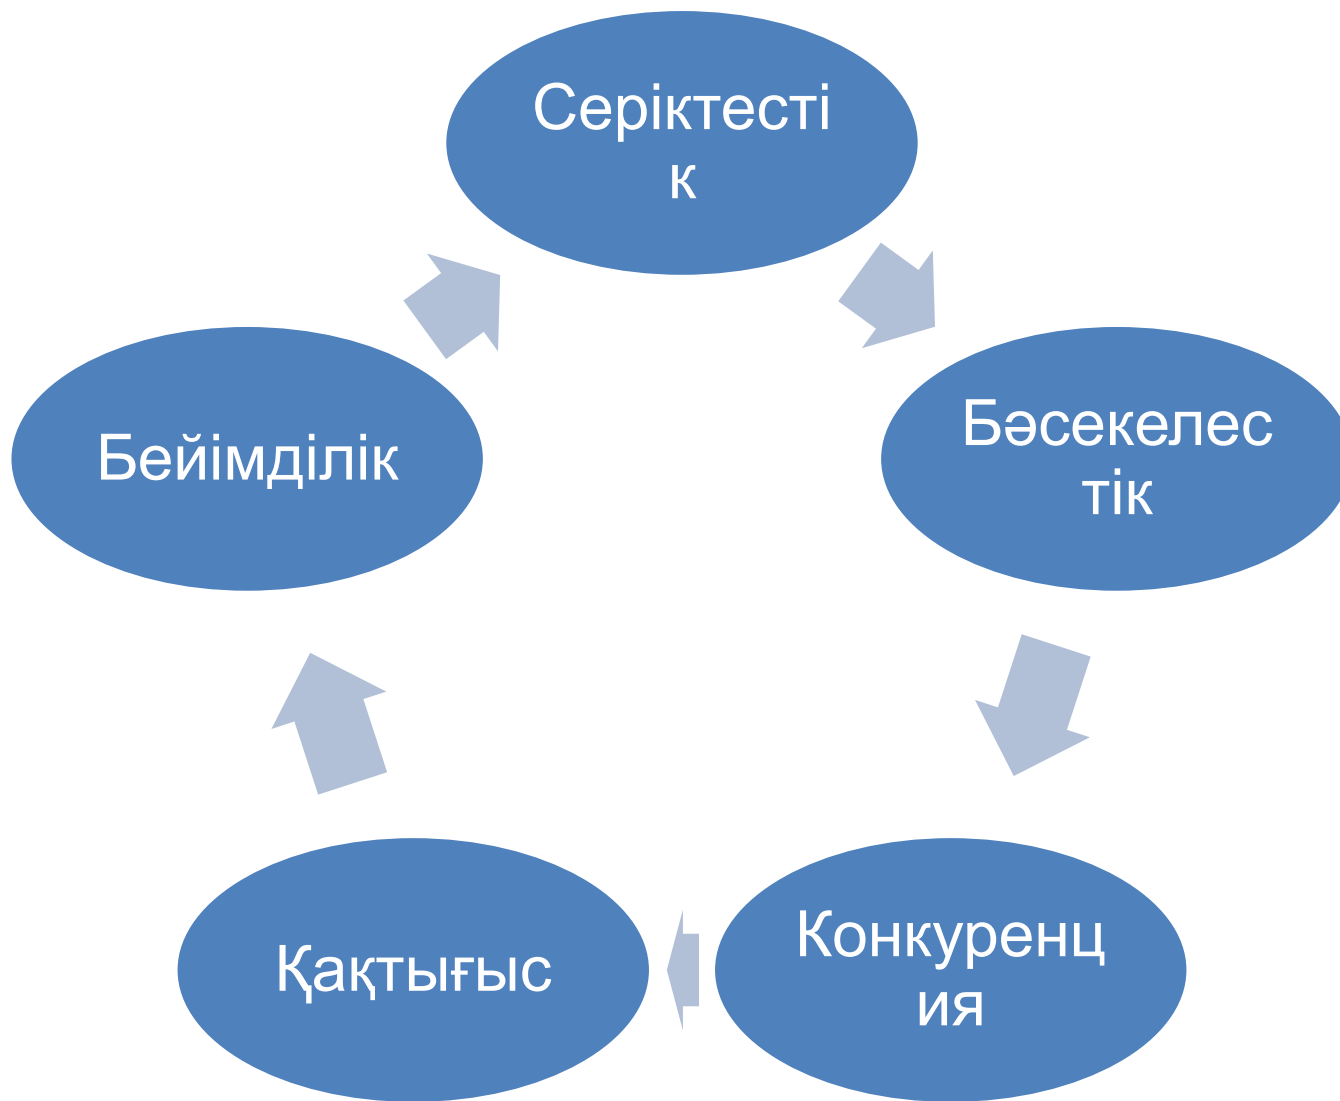 Серіктесті
к
Бәсекелес
тік
Конкуренц
ия
Қақтығыс
Бейімділік